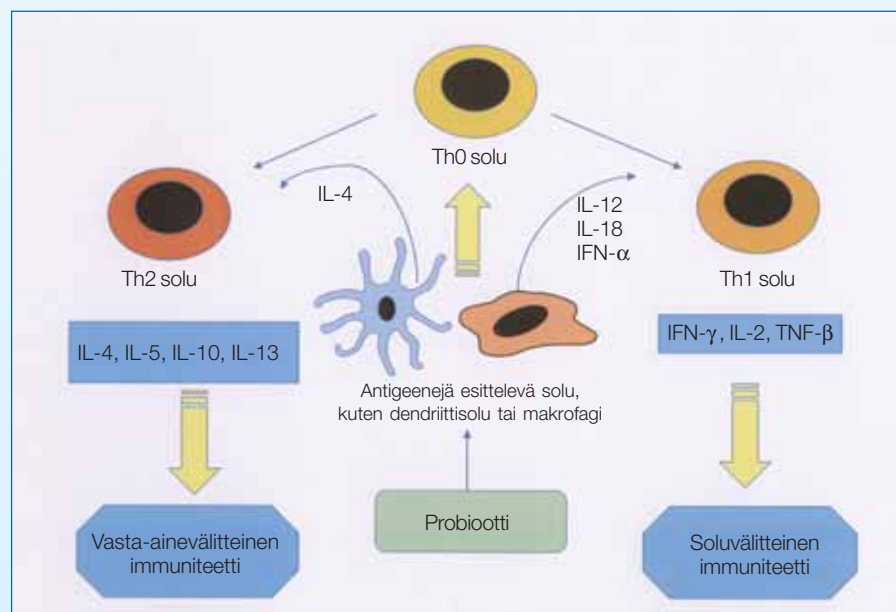 Th0 solu
IL-4
IL-12
IL-18
IFN-α
Th2 solu
Th1 solu
IL-4, IL-5, IL-10, IL-13
IFN-γ, IL-2, TNF-β
Antigeenejä esittelevä solu,
kuten dendriittisolu tai makrofagi
Probiootti
Vasta-ainevälitteinen
immuniteetti
Soluvälitteinen
immuniteetti